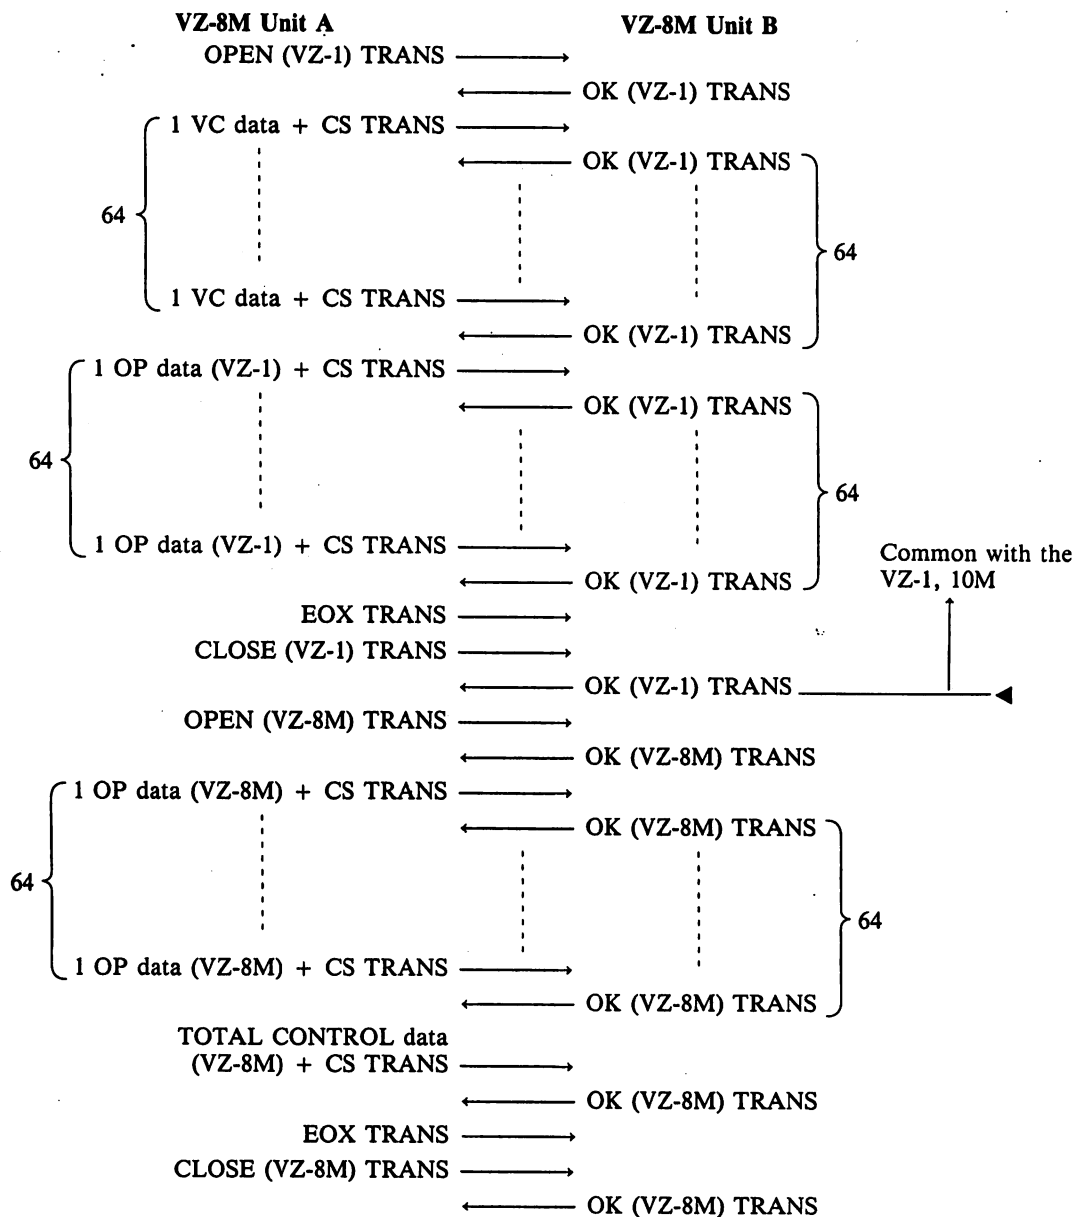 VZ-8M Unit A VZ-8M Unit B
OPEN (VZ-1) TRANS
OK (VZ-1) TRANS
1 VC data + CS TRANS
OK (VZ-1) TRANS
64
64
1 VC data + CS TRANS
OK (VZ-1) TRANS
1 OP data (VZ-1) + CS TRANS
OK (VZ-1) TRANS
64
64
1 OP data (VZ-1) + CS TRANS
Common with the
VZ-1, 10M
OK (VZ-1) TRANS
EOX TRANS
CLOSE (VZ-1) TRANS
OK (VZ-1) TRANS
OPEN (VZ-8M) TRANS
OK (VZ-8M) TRANS
1 OP data (VZ-8M) + CS TRANS
OK (VZ-8M) TRANS
64
64
1 OP data (VZ-8M) + CS TRANS
OK (VZ-8M) TRANS
TOTAL CONTROL data
(VZ-8M) + CS TRANS
OK (VZ-8M) TRANS
EOX TRANS
CLOSE (VZ-8M) TRANS
OK (VZ-8M) TRANS